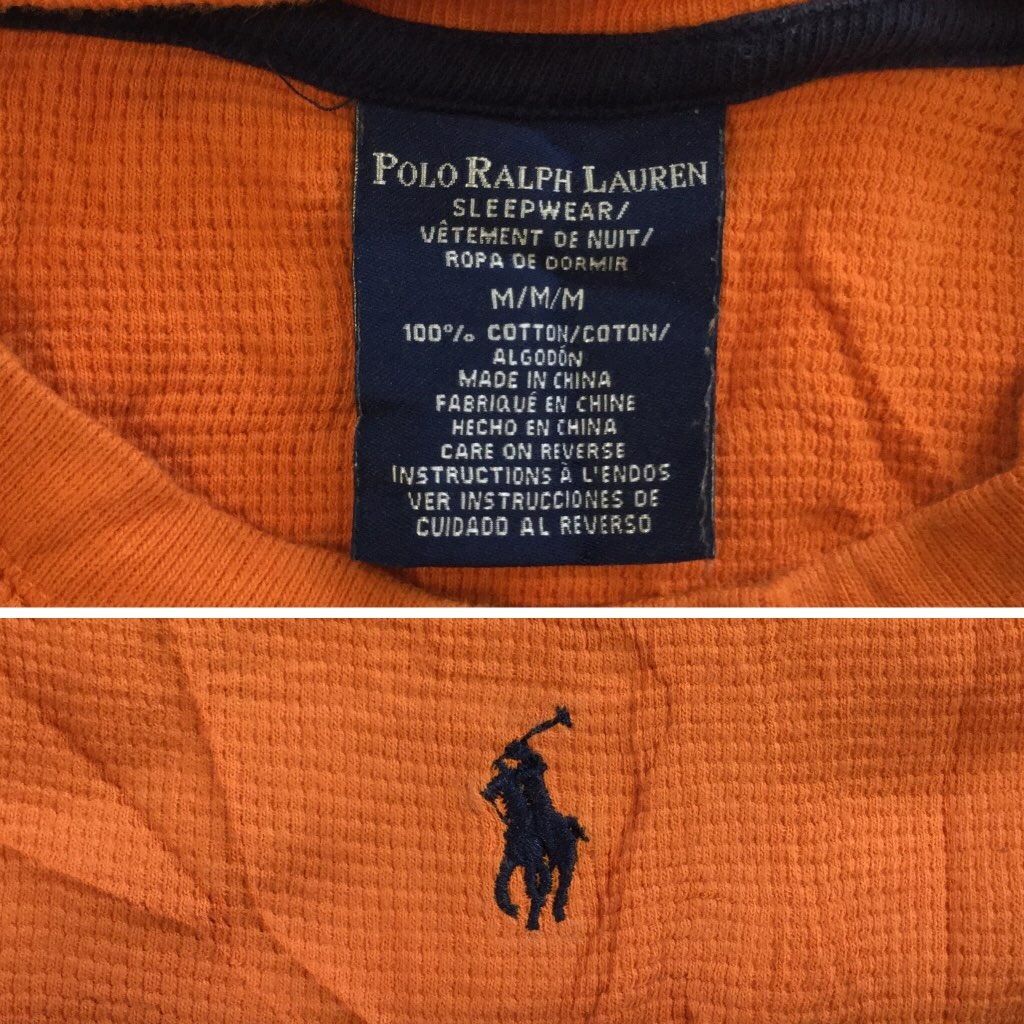 POLO RALPH LAUREN
SLEEPWEAR/
VÊTEMENT DE NUIT/
ROPA DE DORMIR
M/M/M
100% COTTON/COTON/
ALGODÓN
MADE IN CHINA
FABRIQUÉ EN CHINE
HECHO EN CHINA
CARE ON REVERSE
INSTRUCTIONS À L'ENDOS
VER INSTRUCCIONES DE
CUIDADO AL REVERSO